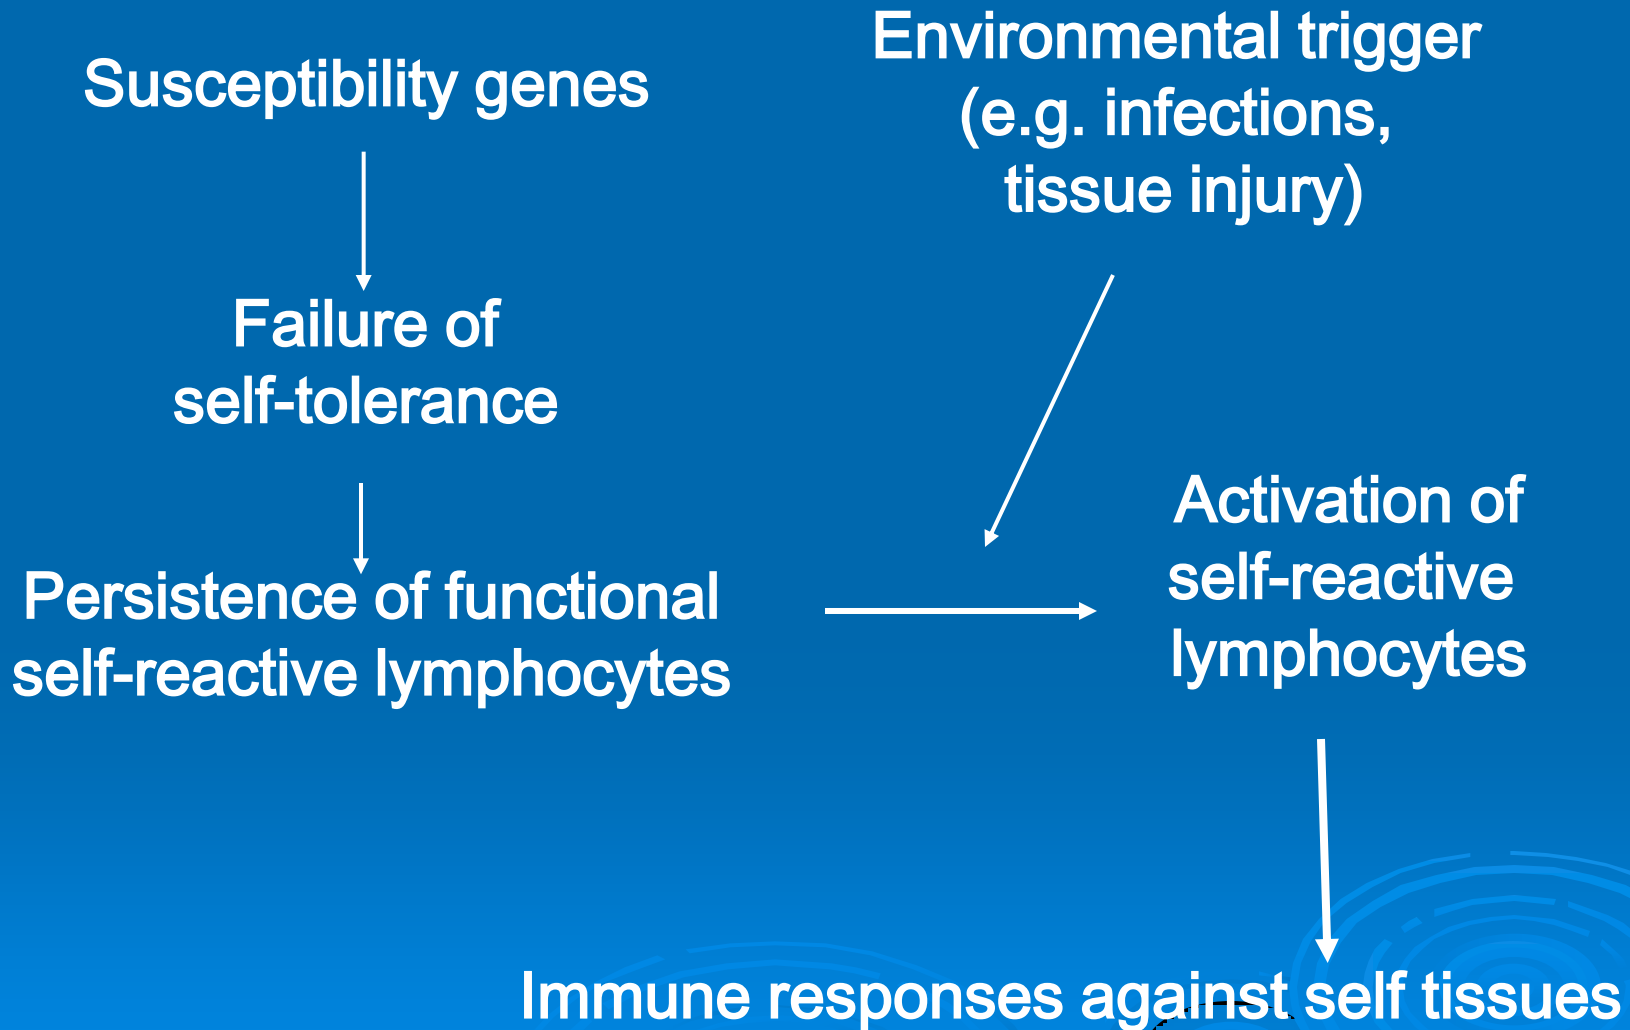 Susceptibility genes
Environmental trigger
(e.g. infections,
tissue injury)
Failure of
self-tolerance
Persistence of functional
self-reactive lymphocytes
Activation of
self-reactive
lymphocytes
Immune responses against self tissues